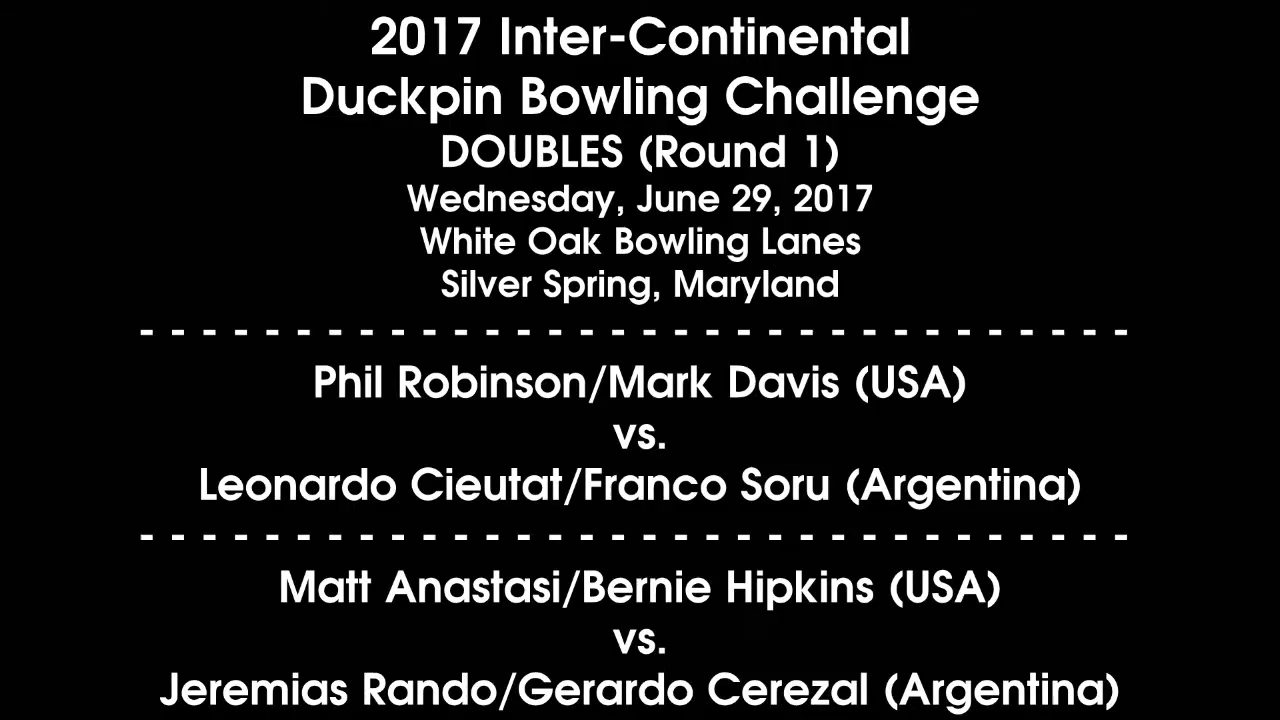 2017 Inter-Continental
Duckpin Bowling Challenge
DOUBLES (Round 1)
Wednesday, June 29, 2017
White Oak Bowling Lanes
Silver Spring, Maryland
- - - - - - - - - - - - - - - - - - - - - - - - - - - - - - - -
Phil Robinson/Mark Davis (USA)
vs.
Leonardo Cieutat/Franco Soru (Argentina)
- - - - - - - - - - - - - - - - - - - - - - - - - - - - - - - -
Matt Anastasi/Bernie Hipkins (USA)
vs.
Jeremias Rando/Gerardo Cerezal (Argentina)